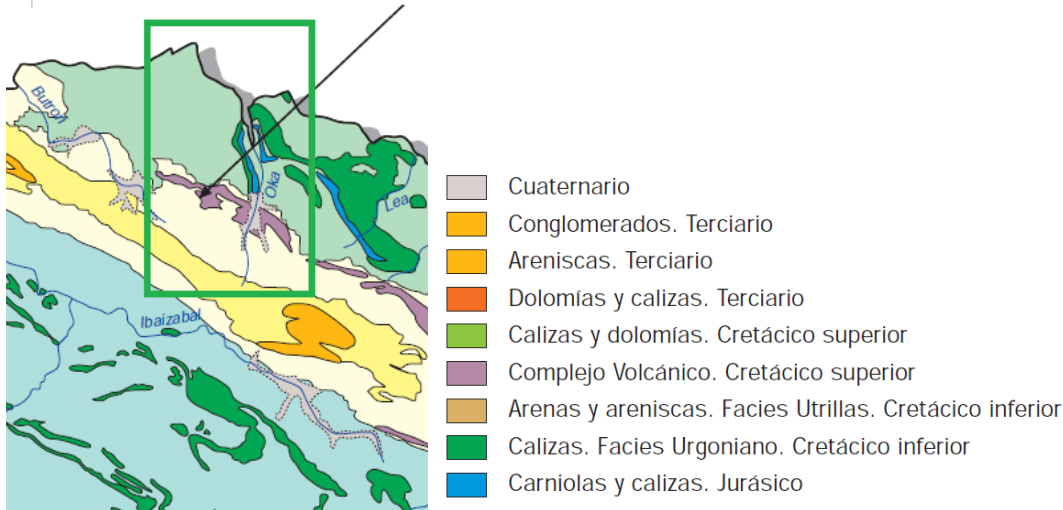 Butrón
Oka
Lea
Ibaizabal
Cuaternario
Conglomerados. Terciario
Areniscas. Terciario
Dolomías y calizas. Terciario
Calizas y dolomías. Cretácico superior
Complejo Volcánico. Cretácico superior
Arenas y areniscas. Facies Utrillas. Cretácico inferior
Calizas. Facies Urgoniano. Cretácico inferior
Carniolas y calizas. Jurásico